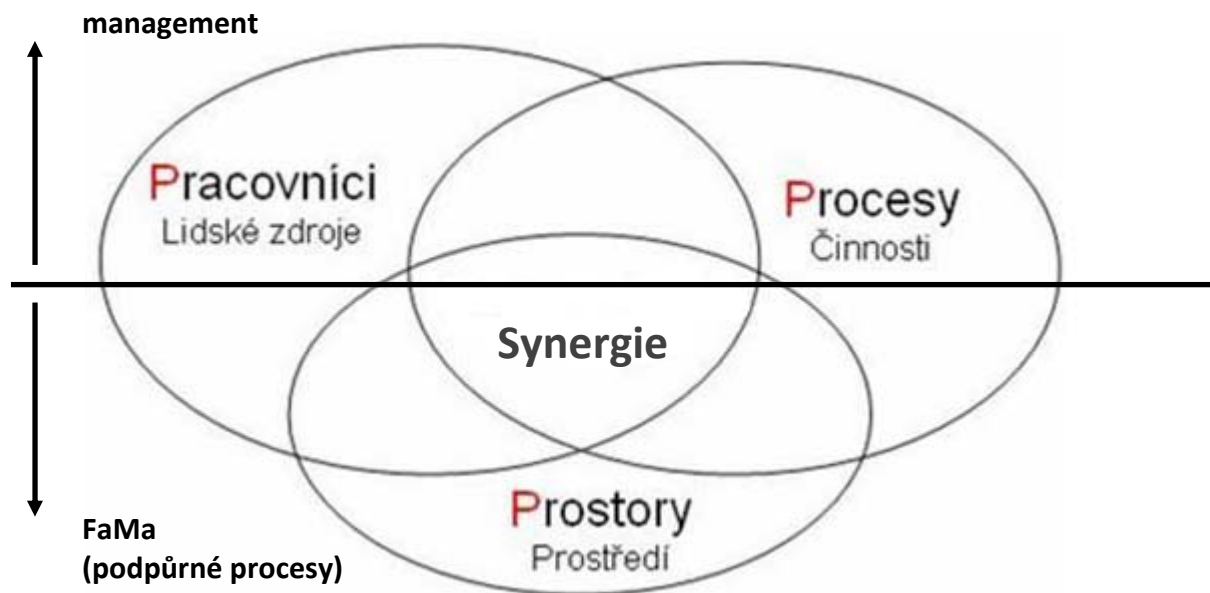 management
Pracovníci
Lidské zdroje
Procesy
Činnosti
Synergie
Prostory
Prostředí
FaMa
(podpůrné procesy)